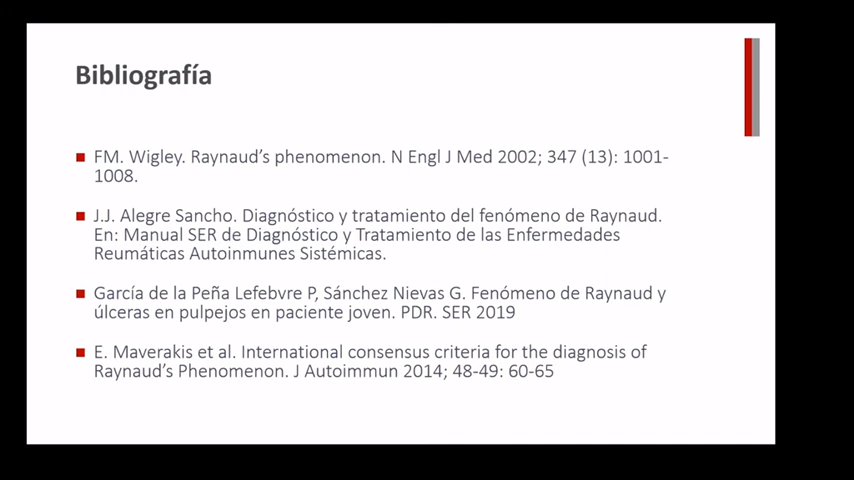 Bibliografía
FM. Wigley. Raynaud’s phenomenon. N Engl J Med 2002; 347 (13): 1001-
1008.
J.J. Alegre Sancho. Diagnóstico y tratamiento del fenómeno de Raynaud.
En: Manual SER de Diagnóstico y Tratamiento de las Enfermedades
Reumáticas Autoinmunes Sistémicas.
García de la Peña Lefebvre P, Sánchez Nievas G. Fenómeno de Raynaud y
úlceras en pulpejos en paciente joven. PDR. SER 2019
E. Maverakis et al. International consensus criteria for the diagnosis of
Raynaud’s Phenomenon. J Autoimmun 2014; 48-49: 60-65